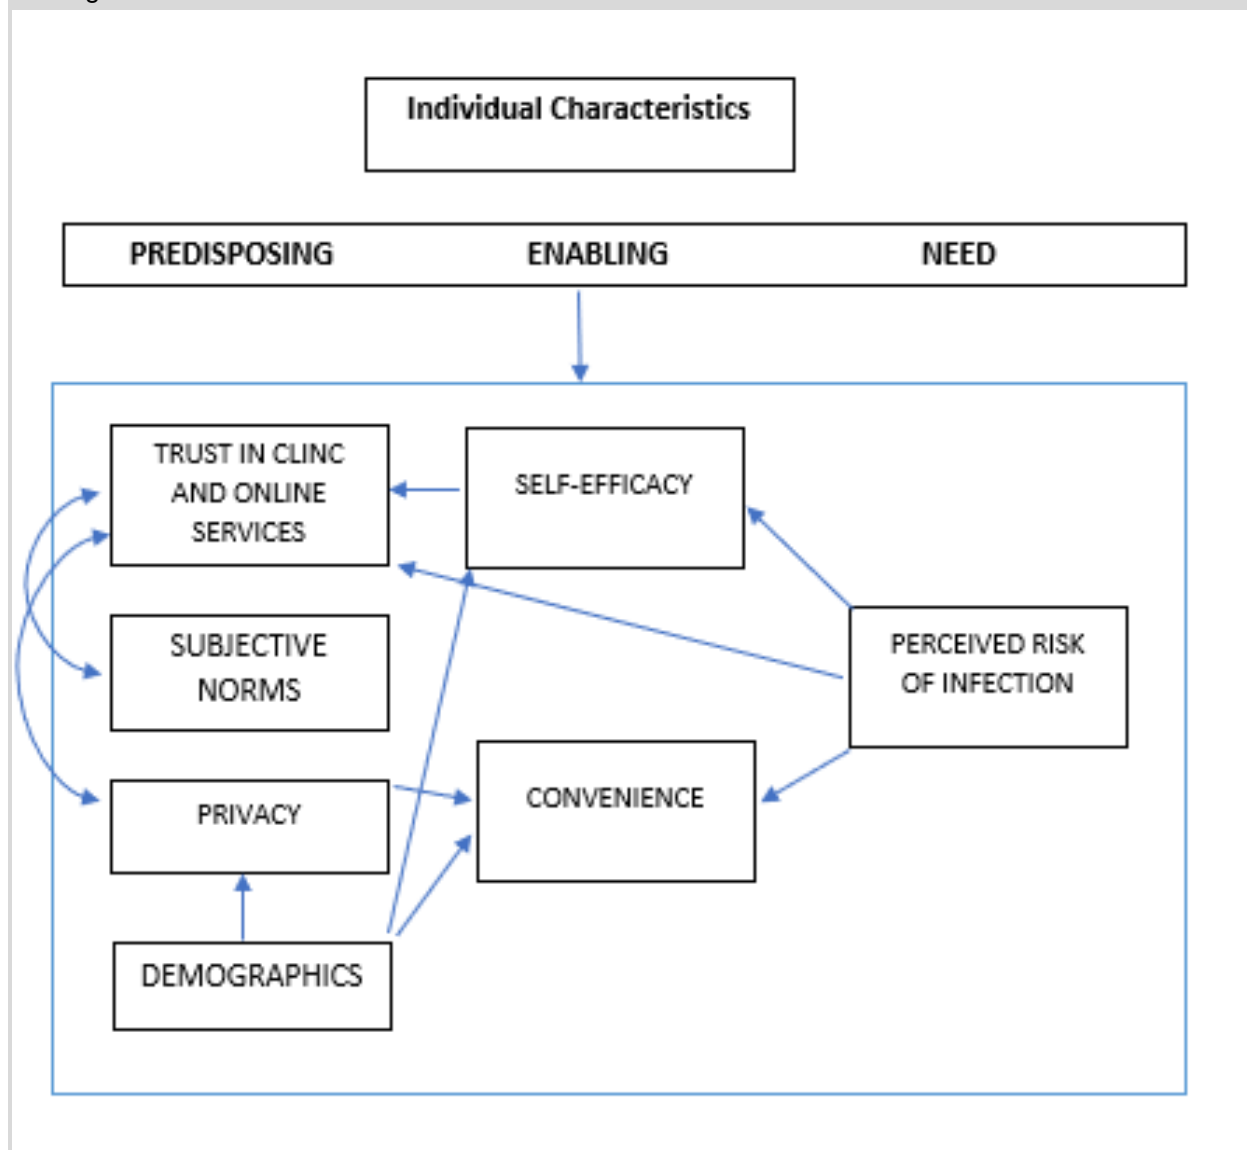 Individual Characteristics
PREDISPOSING ENABLING NEED
TRUST IN CLINC
AND ONLINE
SERVICES
SELF-EFFICACY
SUBJECTIVE
NORMS
PERCEIVED RISK
OF INFECTION
PRIVACY
CONVENIENCE
DEMOGRAPHICS